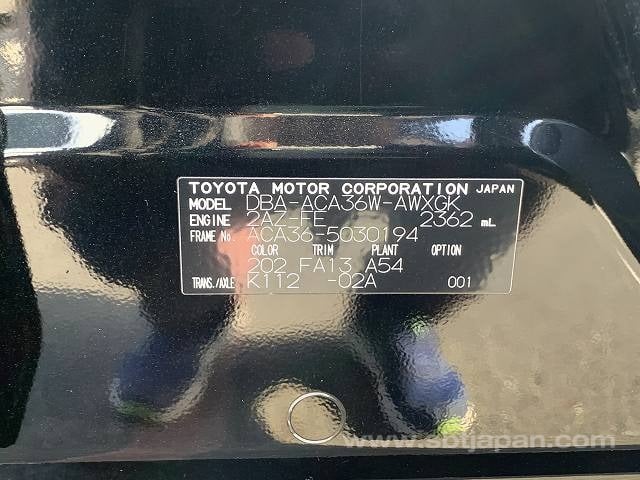 TOYOTA MOTOR CORPORATION JAPAN
MODEL DBA-ACA36W-AWXGK
ENGINE 2AZ-FE 2362 mL
FRAME No. ACA36-5030194
COLOR TRIM PLANT OPTION
202 FA13 A54
TRANS./AXLE K112 -02A 001
www.sbtjapan.com